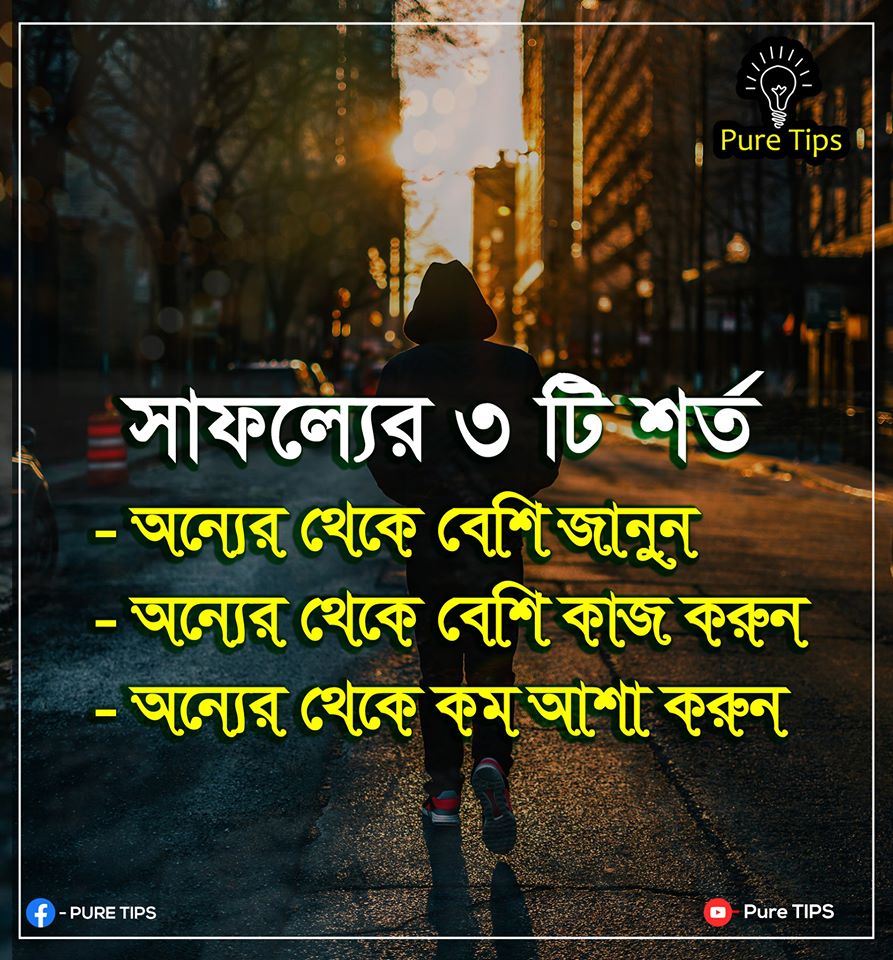 Pure Tips
সাফল্যের ৩ টি শর্ত
- অন্যের থেকে বেশি জানুন
- অন্যের থেকে বেশি কাজ করুন
- অন্যের থেকে কম আশা করুন
- PURE TIPS
- Pure TIPS